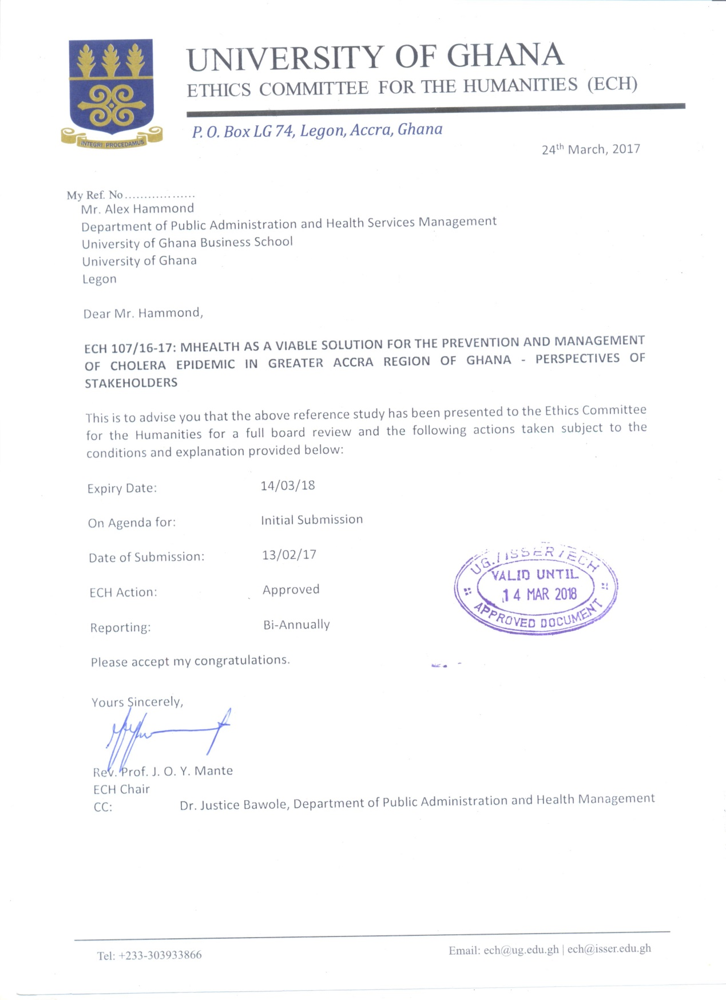 UNIVERSITY OF GHANA
ETHICS COMMITTEE FOR THE HUMANITIES (ECH)
P. O. Box LG 74, Legon, Accra, Ghana
INTEGRI PROCEDAMUS
24th March, 2017
My Ref. No..................
Mr. Alex Hammond
Department of Public Administration and Health Services Management
University of Ghana Business School
University of Ghana
Legon
Dear Mr. Hammond,
ECH 107/16-17: MHEALTH AS A VIABLE SOLUTION FOR THE PREVENTION AND MANAGEMENT
OF CHOLERA EPIDEMIC IN GREATER ACCRA REGION OF GHANA - PERSPECTIVES OF
STAKEHOLDERS
This is to advise you that the above reference study has been presented to the Ethics Committee
for the Humanities for a full board review and the following actions taken subject to the
conditions and explanation provided below:
Expiry Date: 14/03/18
On Agenda for: Initial Submission
Date of Submission: 13/02/17
ECH Action: Approved
Reporting: Bi-Annually
UG./ISSER/ECH
VALID UNTIL
14 MAR 2018
APPROVED DOCUMENT
Please accept my congratulations.
Yours Sincerely,
Rev. Prof. J. O. Y. Mante
ECH Chair
CC: Dr. Justice Bawole, Department of Public Administration and Health Management
Tel: +233-303933866
Email: ech@ug.edu.gh | ech@isser.edu.gh